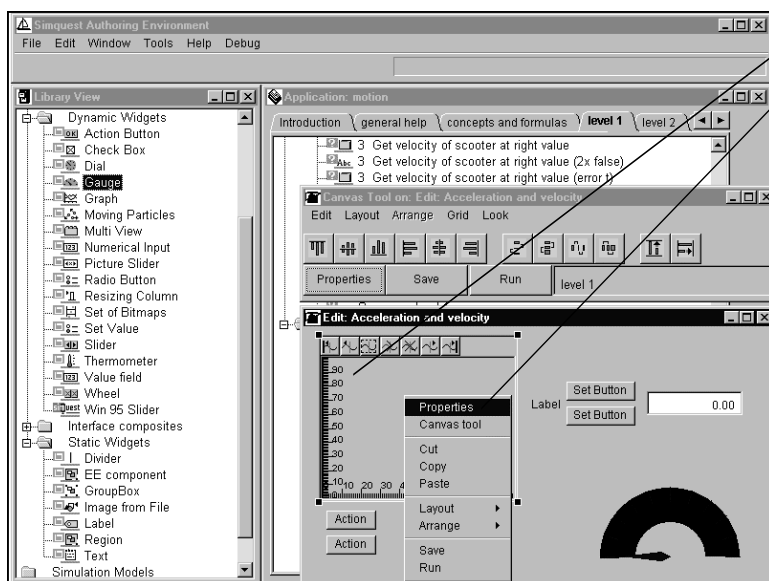 Simquest Authoring Environment
File Edit Window Tools Help Debug
Library View
Dynamic Widgets
Action Button
Check Box
Dial
Gauge
Graph
Moving Particles
Multi View
Numerical Input
Picture Slider
Radio Button
Resizing Column
Set of Bitmaps
Set Value
Slider
Thermometer
Value field
Wheel
Win 95 Slider
Interface composites
Static Widgets
Divider
EE component
GroupBox
Image from File
Label
Region
Text
Simulation Models
Application: motion
Introduction general help concepts and formulas level 1 level 2
3 Get velocity of scooter at right value
3 Get velocity of scooter at right value (2x false)
3 Get velocity of scooter at right value (error t)
Canvas Tool on: Edit: Acceleration and velocity
Edit Layout Arrange Grid Look
Properties Save Run level 1
Edit: Acceleration and velocity
90
80
70
60
50
40
30
20
10
10 20 30 4
Action
Action
Properties
Canvas tool
Cut
Copy
Paste
Layout
Arrange
Save
Run
Label
Set Button
Set Button
0.00